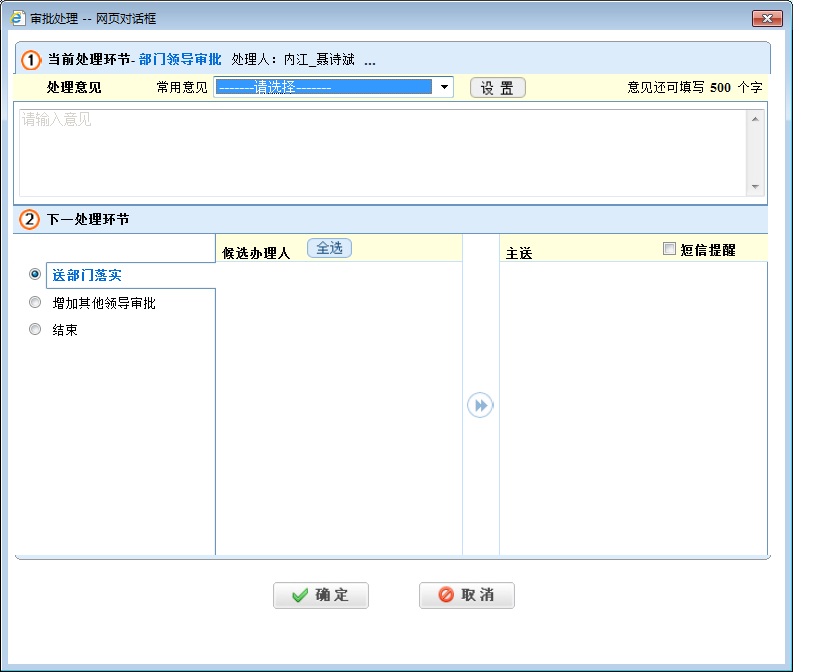 审批处理 -- 网页对话框
1 当前处理环节- 部门领导审批 处理人：内江_聂诗斌 ...
处理意见 常用意见 -------请选择------- 设 置 意见还可填写 500 个字
请输入意见
2 下一处理环节
候选办理人 全选 主送 短信提醒
送部门落实
增加其他领导审批
结束
确 定 取 消